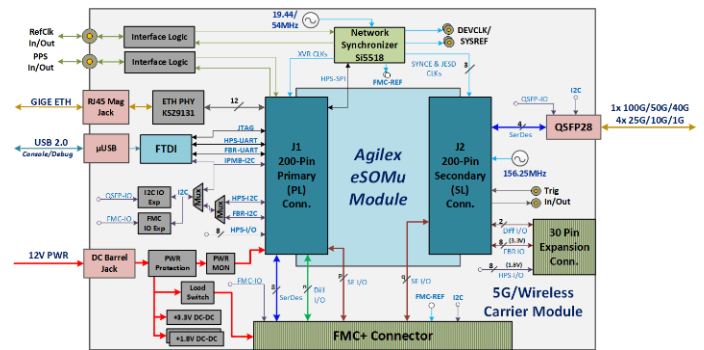 19.44/
54MHz
Network
Synchronizer
Si5518
DEVCLK/
SYSREF
RefClk
In/Out
Interface Logic
PPS
In/Out
Interface Logic
XVR CLKs
HPS-SPI
FMC-REF
SYNCE & JESD
CLKs
3
GIGE ETH
RJ45 Mag
Jack
ETH PHY
KSZ9131
12
QSFP-IO
I2C
4
SerDes
QSFP28
1x 100G/50G/40G
4x 25G/10G/1G
USB 2.0
Console/Debug
µUSB
FTDI
JTAG
HPS-UART
FBR-UART
IPMB-I2C
J1
200-Pin
Primary
(PL)
Conn.
Agilex
eSOMu
Module
J2
200-Pin
Secondary
(SL)
Conn.
156.25MHz
QSFP-IO
I2C IO
Exp
I2C
Mux
Mux
HPS-I2C
FBR-I2C
FMC-IO
FMC
IO Exp
8
HPS-I/O
Trig
In/Out
2
Diff I/O
(3.3V)
8
FBR IO
(1.8V)
8
HPS I/O
30 Pin
Expansion
Conn.
12V PWR
DC Barrel
Jack
PWR
Protection
PWR
MON
Load
Switch
+3.3V DC-DC
+1.8V DC-DC
FMC-IO
8
SerDes
n
Diff
I/O
p
SE I/O
q
SE I/O
FMC-REF
I2C
5G/Wireless
Carrier Module
FMC+ Connector